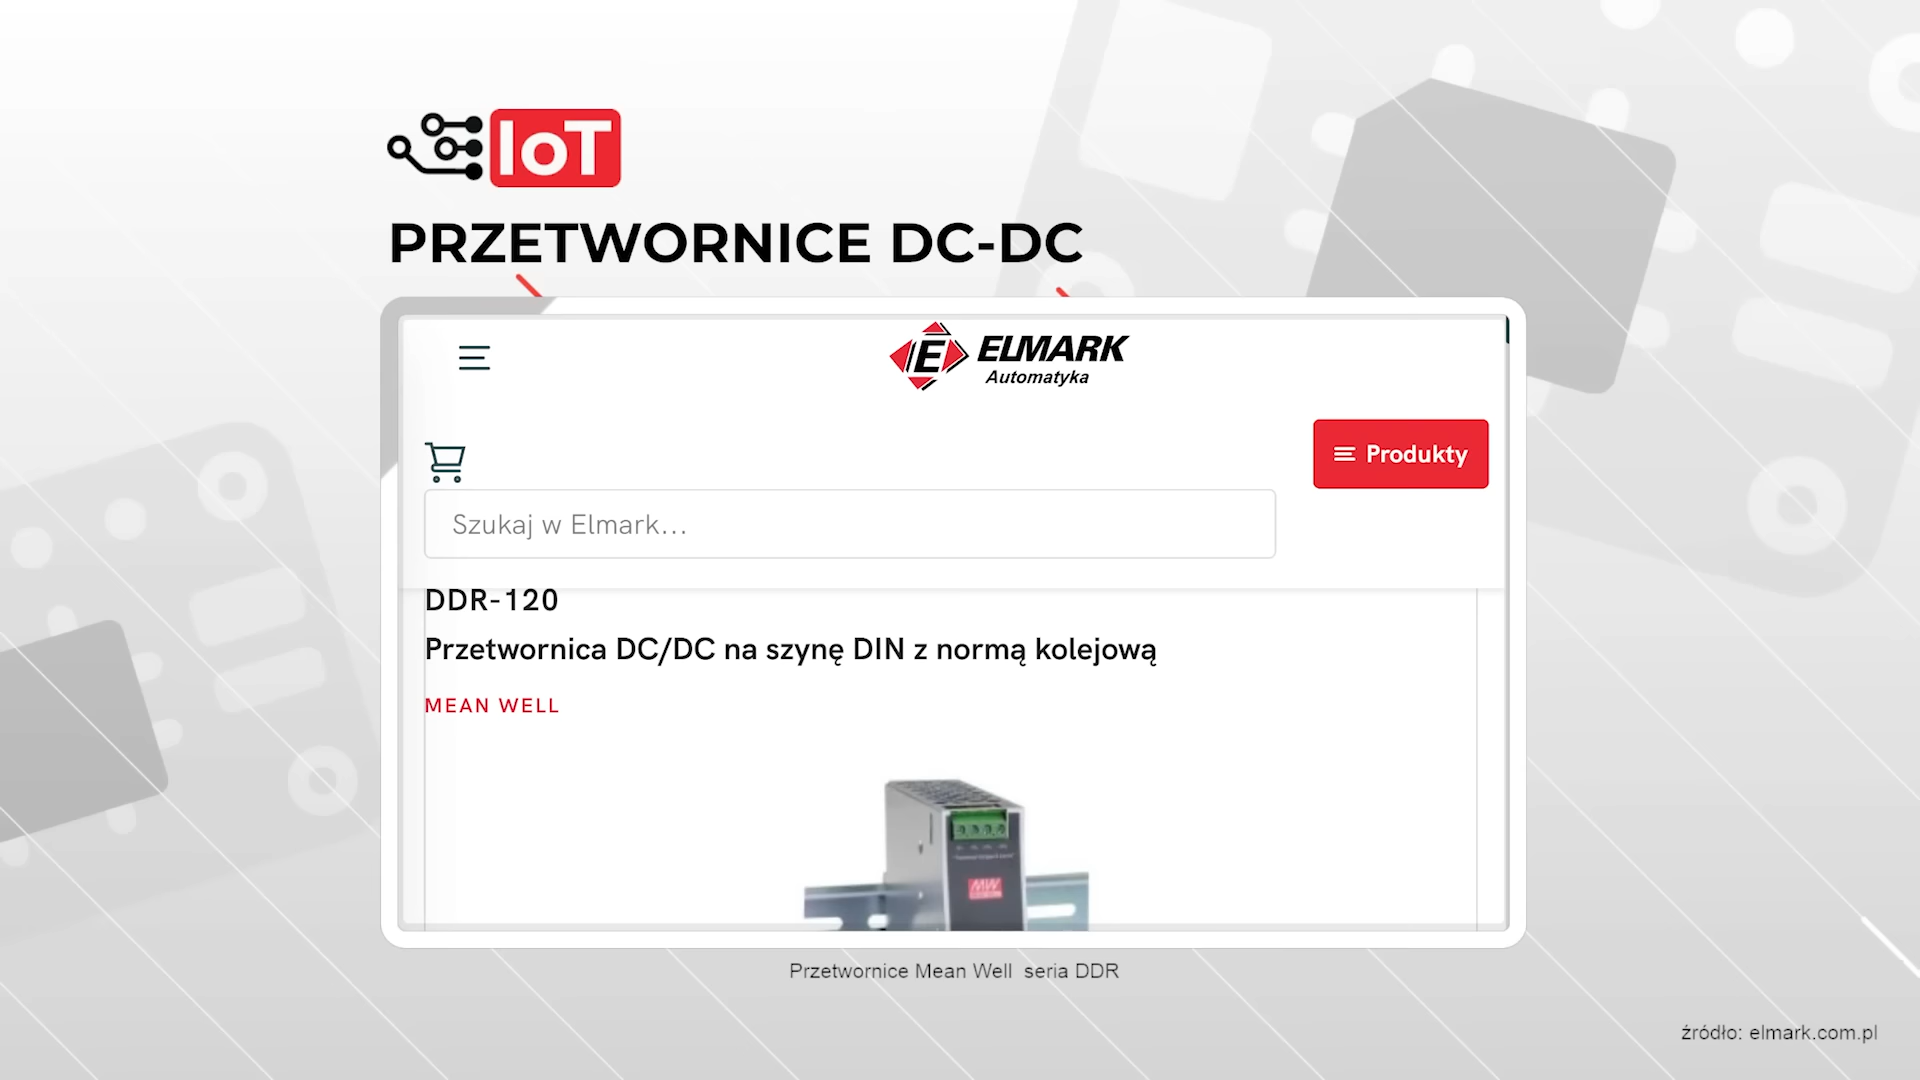 IoT
PRZETWORNICE DC-DC
ELMARK
Automatyka
Produkty
Szukaj w Elmark...
DDR-120
Przetwornica DC/DC na szynę DIN z normą kolejową
MEAN WELL
MW
Przetwornice Mean Well seria DDR
źródło: elmark.com.pl